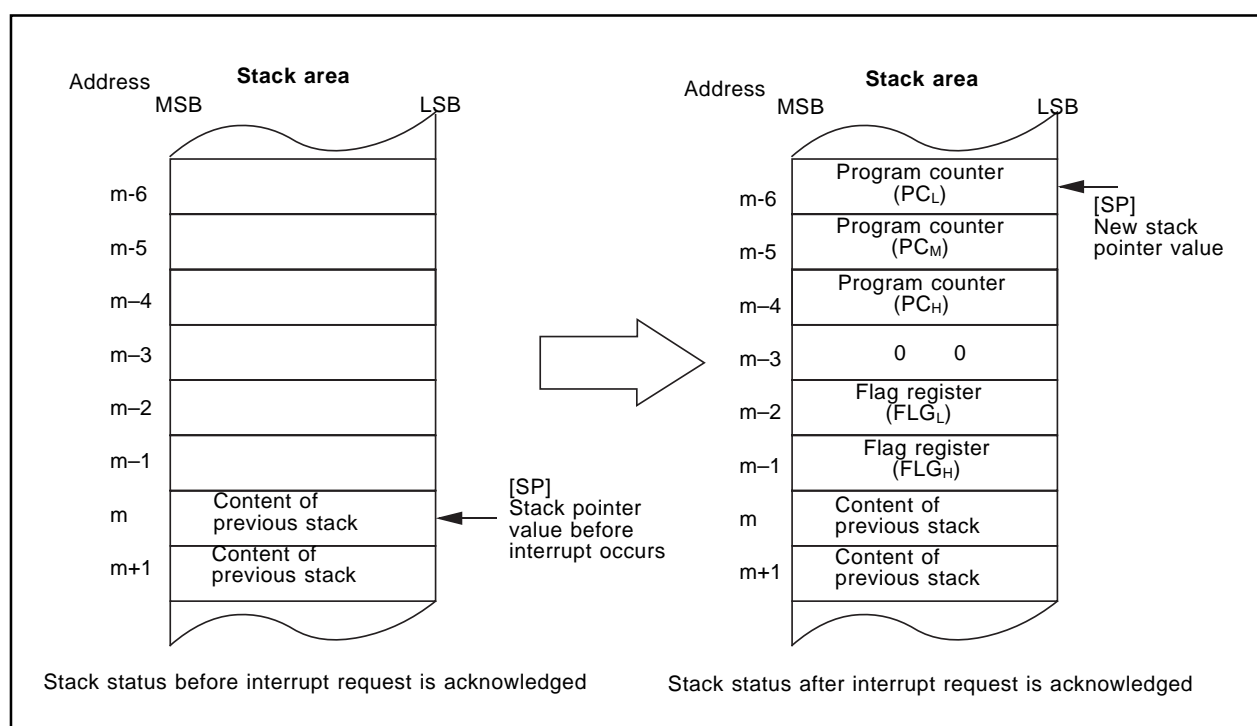 Stack area
Address
MSB
LSB
m-6
m-5
m–4
m–3
m–2
m–1
m
Content of
previous stack
m+1
Content of
previous stack
[SP]
Stack pointer
value before
interrupt occurs
Stack status before interrupt request is acknowledged
Stack area
Address
MSB
LSB
m-6
Program counter
(PCL)
m-5
Program counter
(PCM)
m–4
Program counter
(PCH)
m–3
0 0
m–2
Flag register
(FLGL)
m–1
Flag register
(FLGH)
m
Content of
previous stack
m+1
Content of
previous stack
[SP]
New stack
pointer value
Stack status after interrupt request is acknowledged